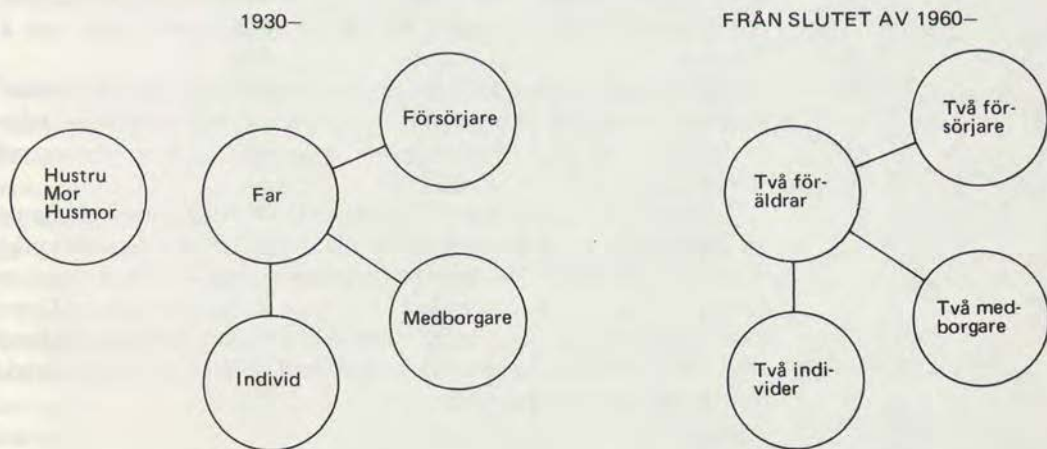 1930–
FRÅN SLUTET AV 1960–
Hustru
Mor
Husmor
Far
Försörjare
Medborgare
Individ
Två för-
äldrar
Två för-
sörjare
Två med-
borgare
Två indi-
vider